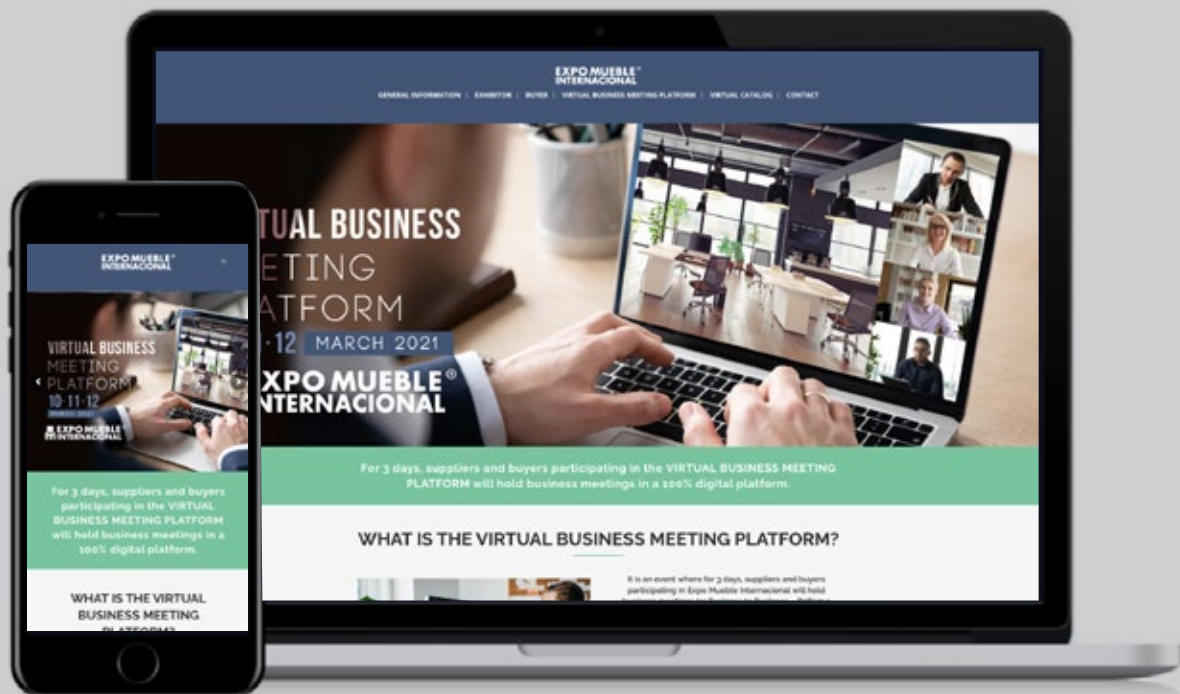 EXPO MUEBLE®
INTERNACIONAL
GENERAL INFORMATION | EXHIBITOR | BUYER | VIRTUAL BUSINESS MEETING PLATFORM | VIRTUAL CATALOG | CONTACT
TUAL BUSINESS
ETING
ATFORM
12 MARCH 2021
XPO MUEBLE®
NTERNACIONAL
For 3 days, suppliers and buyers participating in the VIRTUAL BUSINESS MEETING
PLATFORM will hold business meetings in a 100% digital platform.
WHAT IS THE VIRTUAL BUSINESS MEETING PLATFORM?
It is an event where for 3 days, suppliers and buyers
participating in Expo Mueble Internacional will hold
EXPO MUEBLE®
INTERNACIONAL
VIRTUAL BUSINESS
MEETING
PLATFORM
10·11·12
MARCH 2021
EXPO MUEBLE®
INTERNACIONAL
For 3 days, suppliers and buyers
participating in the VIRTUAL
BUSINESS MEETING PLATFORM
will hold business meetings in a
100% digital platform.
WHAT IS THE VIRTUAL
BUSINESS MEETING
PLATFORM?